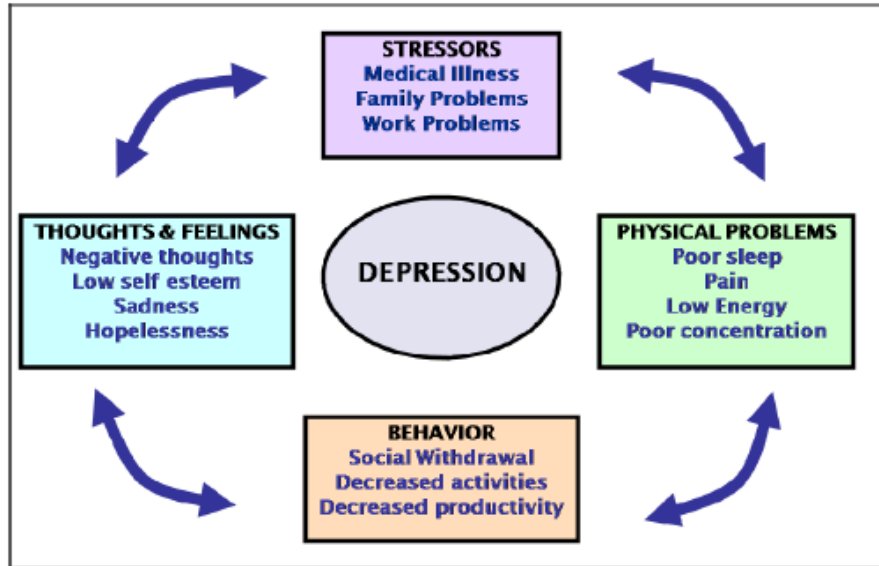 STRESSORS
Medical Illness
Family Problems
Work Problems
THOUGHTS & FEELINGS
Negative thoughts
Low self esteem
Sadness
Hopelessness
DEPRESSION
PHYSICAL PROBLEMS
Poor sleep
Pain
Low Energy
Poor concentration
BEHAVIOR
Social Withdrawal
Decreased activities
Decreased productivity